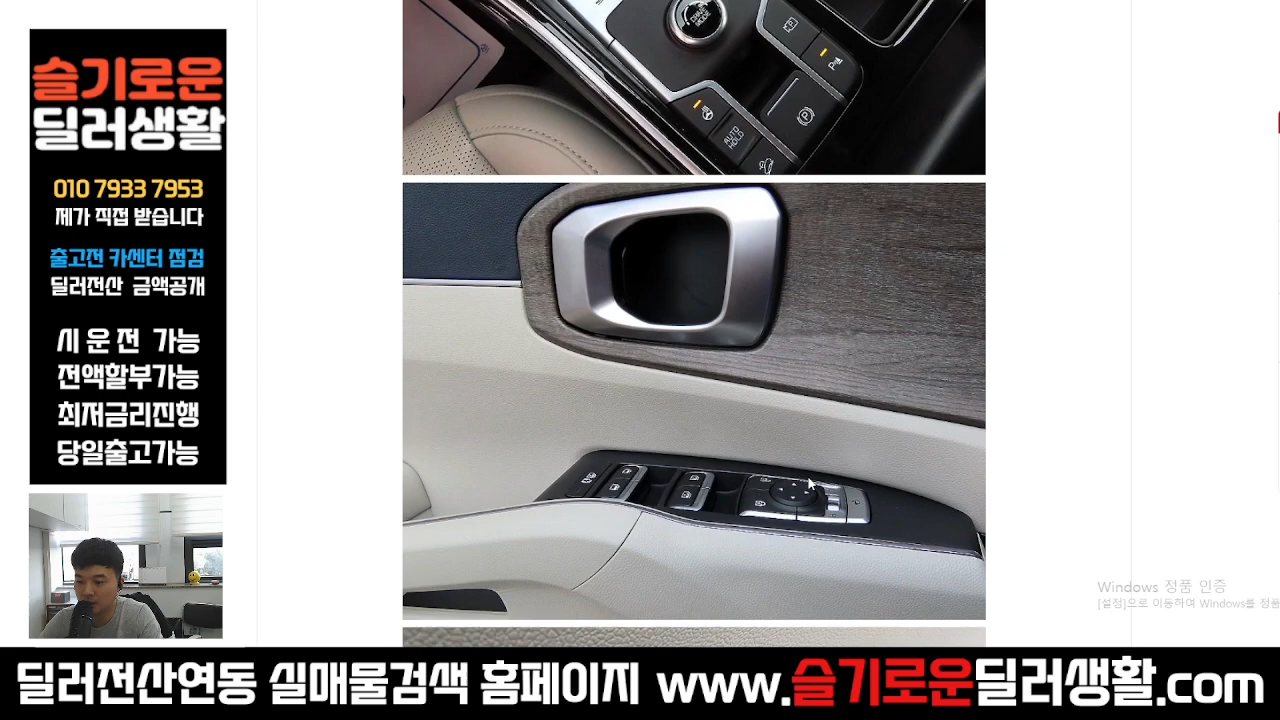 슬기로운
딜러생활
010 7933 7953
제가 직접 받습니다
출고전 카센터 점검
딜러전산 금액공개
시 운 전 가능
전액할부가능
최저금리진행
당일출고가능
DRIVE
MODE
AUTO
HOLD
Windows 정품 인증
[설정]으로 이동하여 Windows를 정품
딜러전산연동 실매물검색 홈페이지 www.슬기로운딜러생활.com